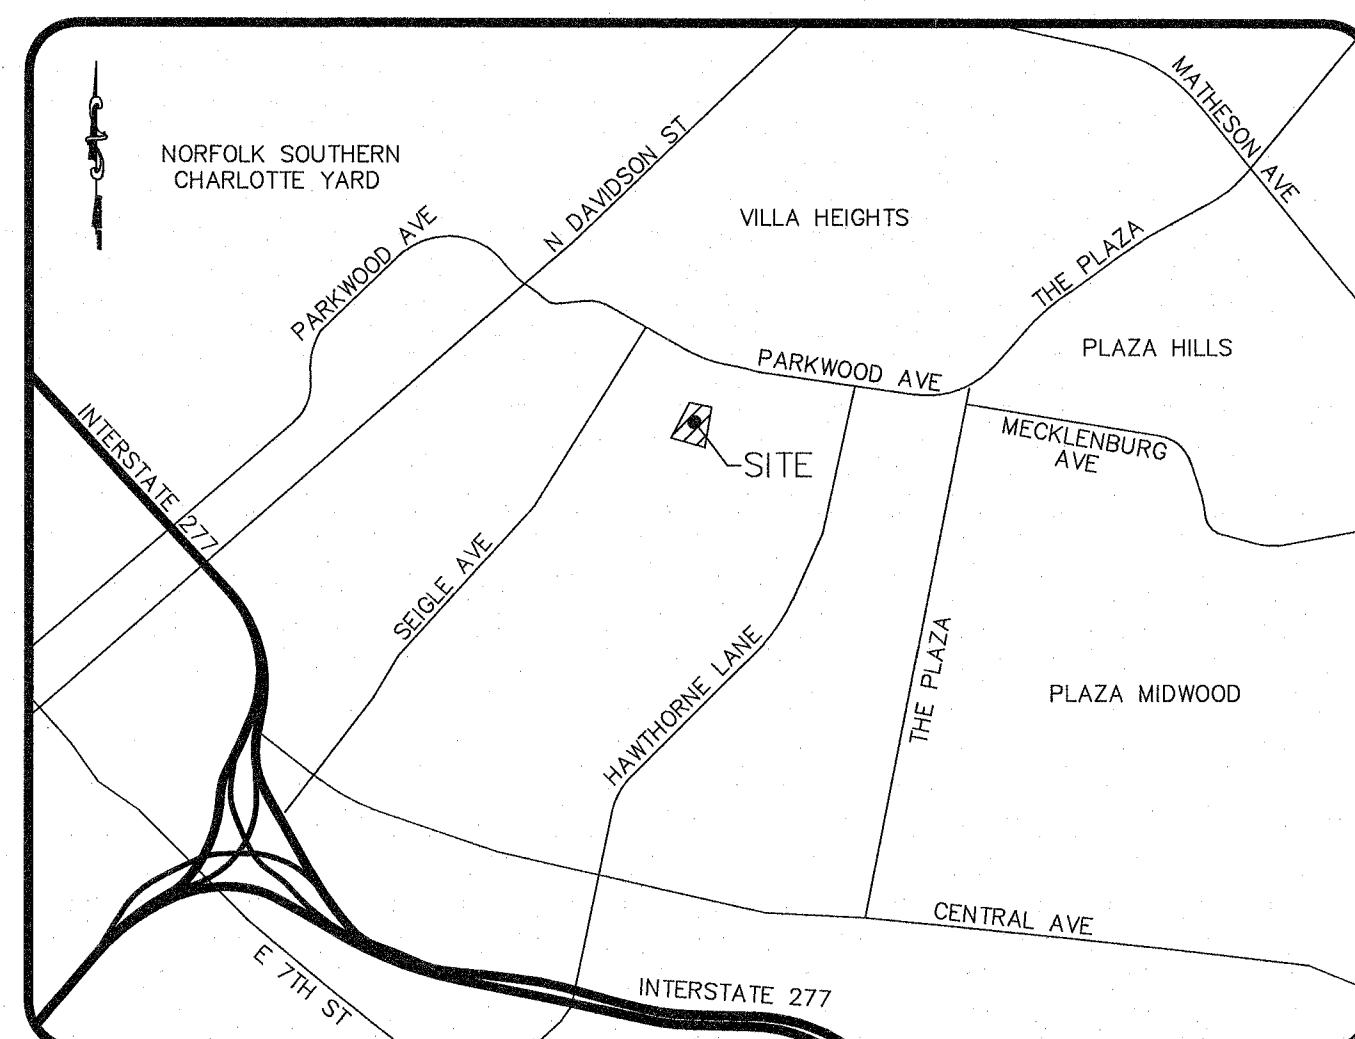 NORFOLK SOUTHERN
CHARLOTTE YARD
PARKWOOD AVE
N DAVIDSON ST
VILLA HEIGHTS
MATHESON AVE
THE PLAZA
PLAZA HILLS
PARKWOOD AVE
MECKLENBURG
AVE
SITE
INTERSTATE 277
SEIGLE AVE
HAWTHORNE LANE
THE PLAZA
PLAZA MIDWOOD
CENTRAL AVE
E 7TH ST
INTERSTATE 277